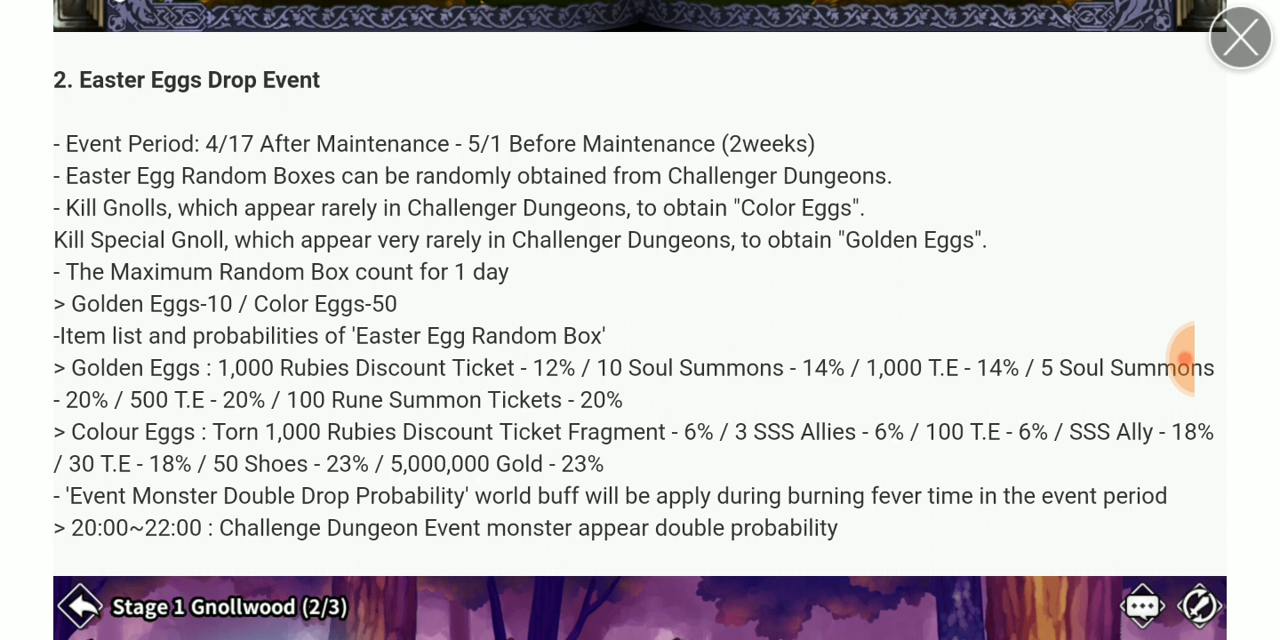 2. Easter Eggs Drop Event
- Event Period: 4/17 After Maintenance - 5/1 Before Maintenance (2weeks)
- Easter Egg Random Boxes can be randomly obtained from Challenger Dungeons.
- Kill Gnolls, which appear rarely in Challenger Dungeons, to obtain "Color Eggs".
Kill Special Gnoll, which appear very rarely in Challenger Dungeons, to obtain "Golden Eggs".
- The Maximum Random Box count for 1 day
> Golden Eggs-10 / Color Eggs-50
-Item list and probabilities of 'Easter Egg Random Box'
> Golden Eggs : 1,000 Rubies Discount Ticket - 12% / 10 Soul Summons - 14% / 1,000 T.E - 14% / 5 Soul Summons
- 20% / 500 T.E - 20% / 100 Rune Summon Tickets - 20%
> Colour Eggs : Torn 1,000 Rubies Discount Ticket Fragment - 6% / 3 SSS Allies - 6% / 100 T.E - 6% / SSS Ally - 18%
/ 30 T.E - 18% / 50 Shoes - 23% / 5,000,000 Gold - 23%
- 'Event Monster Double Drop Probability' world buff will be apply during burning fever time in the event period
> 20:00~22:00 : Challenge Dungeon Event monster appear double probability
Stage 1 Gnollwood (2/3)